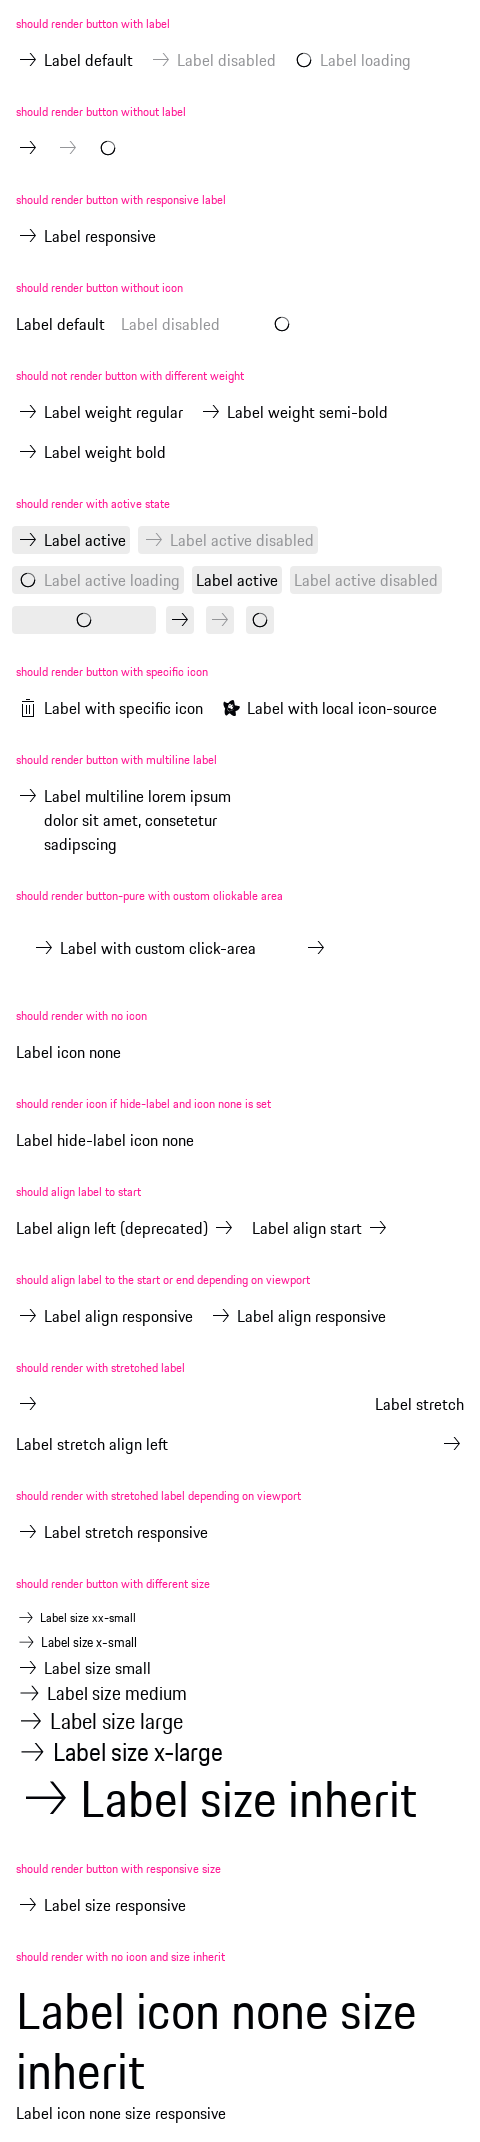 should render button with label
Label default Label disabled Label loading
should render button without label
should render button with responsive label
Label responsive
should render button without icon
Label default Label disabled
should not render button with different weight
Label weight regular Label weight semi-bold
Label weight bold
should render with active state
Label active Label active disabled
Label active loading Label active Label active disabled
should render button with specific icon
Label with specific icon Label with local icon-source
should render button with multiline label
Label multiline lorem ipsum
dolor sit amet, consetetur
sadipscing
should render button-pure with custom clickable area
Label with custom click-area
should render with no icon
Label icon none
should render icon if hide-label and icon none is set
Label hide-label icon none
should align label to start
Label align left (deprecated) Label align start
should align label to the start or end depending on viewport
Label align responsive Label align responsive
should render with stretched label
Label stretch
Label stretch align left
should render with stretched label depending on viewport
Label stretch responsive
should render button with different size
Label size xx-small
Label size x-small
Label size small
Label size medium
Label size large
Label size x-large
Label size inherit
should render button with responsive size
Label size responsive
should render with no icon and size inherit
Label icon none size
inherit
Label icon none size responsive